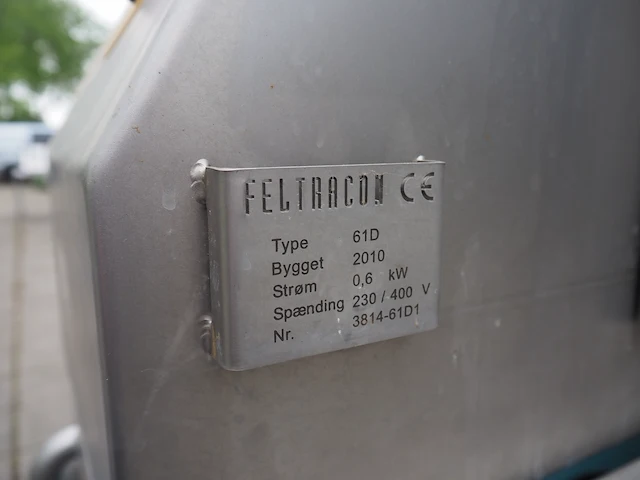 FELTRACON CE
Type 61D
Bygget 2010
Strøm 0,6 kW
Spænding 230 / 400 V
Nr. 3814-61D1